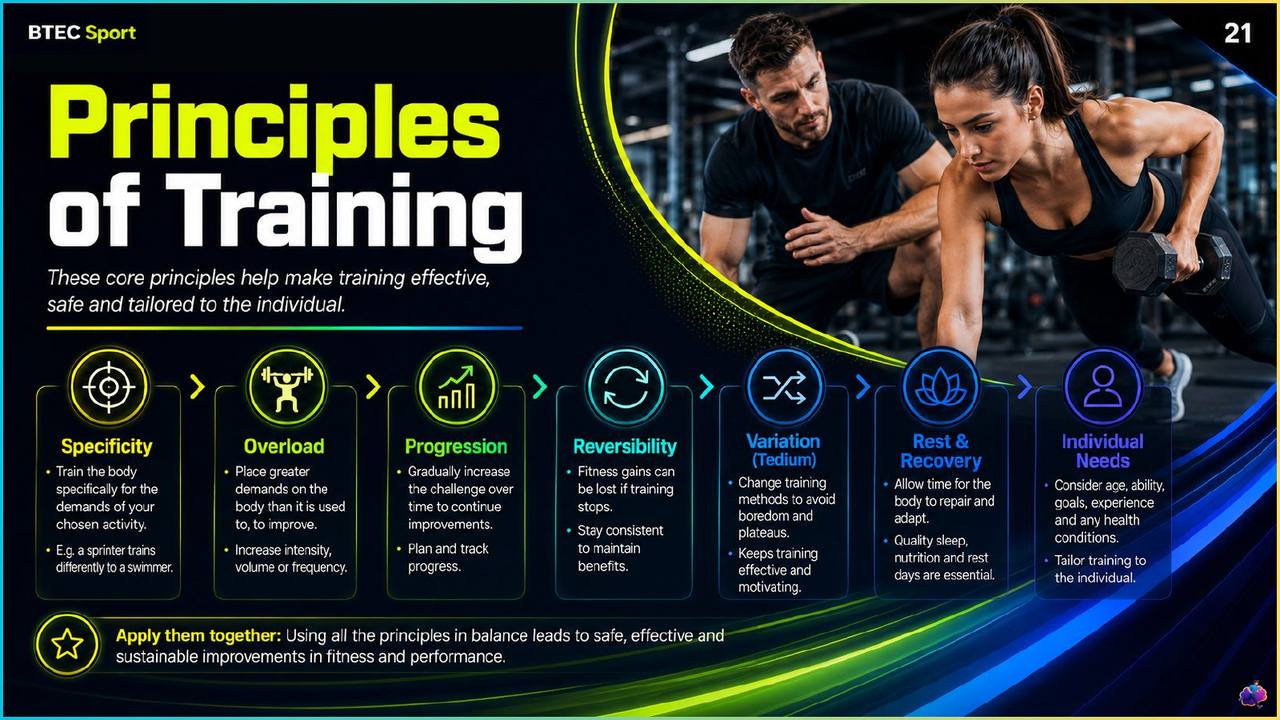 BTEC Sport
21
Principles
of Training
These core principles help make training effective,
safe and tailored to the individual.
Specificity
• Train the body
specifically for the
demands of your
chosen activity.
• E.g. a sprinter trains
differently to a swimmer.
Overload
• Place greater
demands on the
body than it is used
to, to improve.
• Increase intensity,
volume or frequency.
Progression
• Gradually increase
the challenge over
time to continue
improvements.
• Plan and track
progress.
Reversibility
• Fitness gains can
be lost if training
stops.
• Stay consistent
to maintain
benefits.
Variation
(Tedium)
• Change training
methods to avoid
boredom and
plateaus.
• Keeps training
effective and
motivating.
Rest &
Recovery
• Allow time for the
body to repair and
adapt.
• Quality sleep,
nutrition and rest
days are essential.
Individual
Needs
• Consider age, ability,
goals, experience
and any health
conditions.
• Tailor training to
the individual.
Apply them together: Using all the principles in balance leads to safe, effective and
sustainable improvements in fitness and performance.